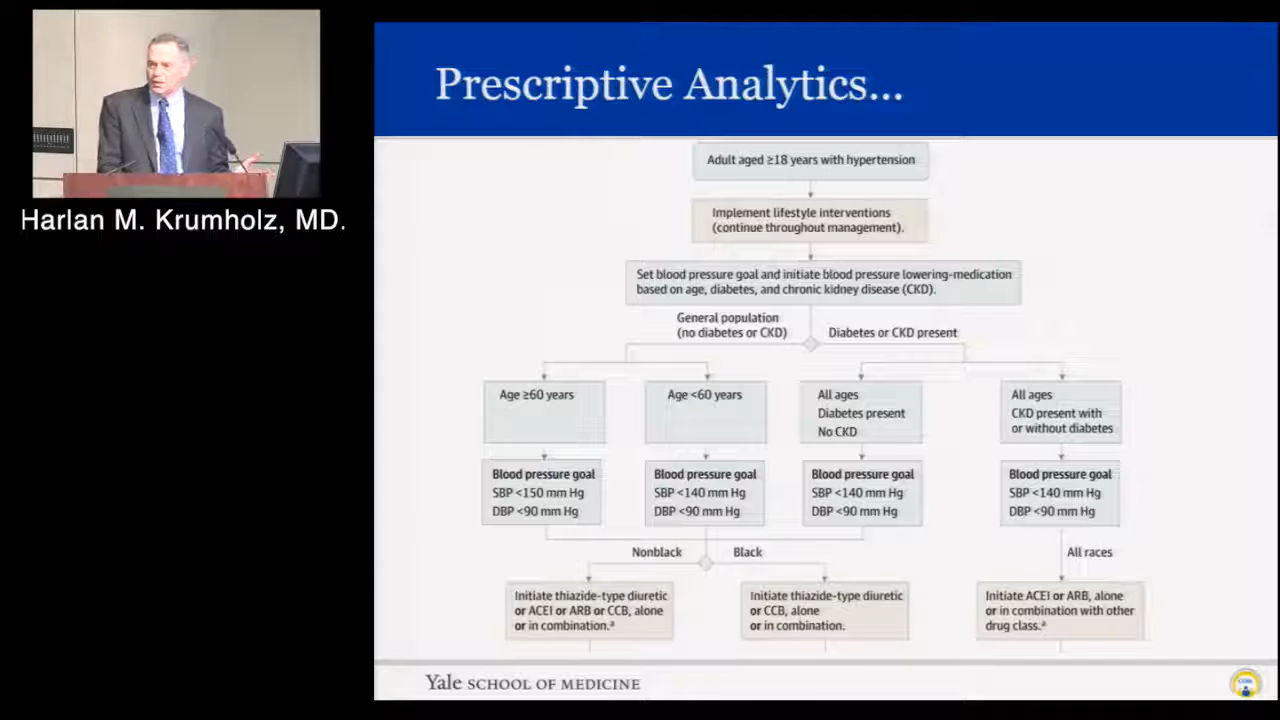 Prescriptive Analytics...
Harlan M. Krumholz, MD.
Adult aged ≥18 years with hypertension
Implement lifestyle interventions
(continue throughout management).
Set blood pressure goal and initiate blood pressure lowering-medication
based on age, diabetes, and chronic kidney disease (CKD).
General population
(no diabetes or CKD)
Diabetes or CKD present
Age ≥60 years
Age <60 years
All ages
Diabetes present
No CKD
All ages
CKD present with
or without diabetes
Blood pressure goal
SBP <150 mm Hg
DBP <90 mm Hg
Blood pressure goal
SBP <140 mm Hg
DBP <90 mm Hg
Blood pressure goal
SBP <140 mm Hg
DBP <90 mm Hg
Blood pressure goal
SBP <140 mm Hg
DBP <90 mm Hg
Nonblack
Black
All races
Initiate thiazide-type diuretic
or ACEI or ARB or CCB, alone
or in combination.ᵃ
Initiate thiazide-type diuretic
or CCB, alone
or in combination.
Initiate ACEI or ARB, alone
or in combination with other
drug class.ᵃ
Yale SCHOOL OF MEDICINE